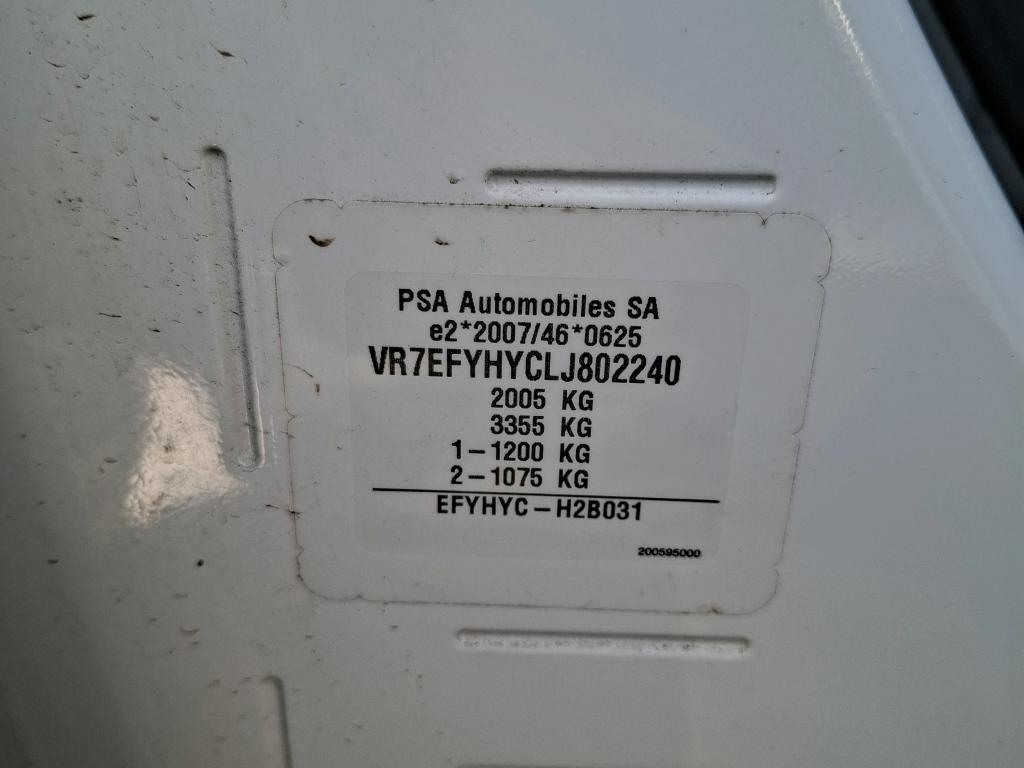 PSA Automobiles SA
e2*2007/46*0625
VR7EFYHYCLJ802240
2005 KG
3355 KG
1-1200 KG
2-1075 KG
EFYHYC-H2B031
200595000